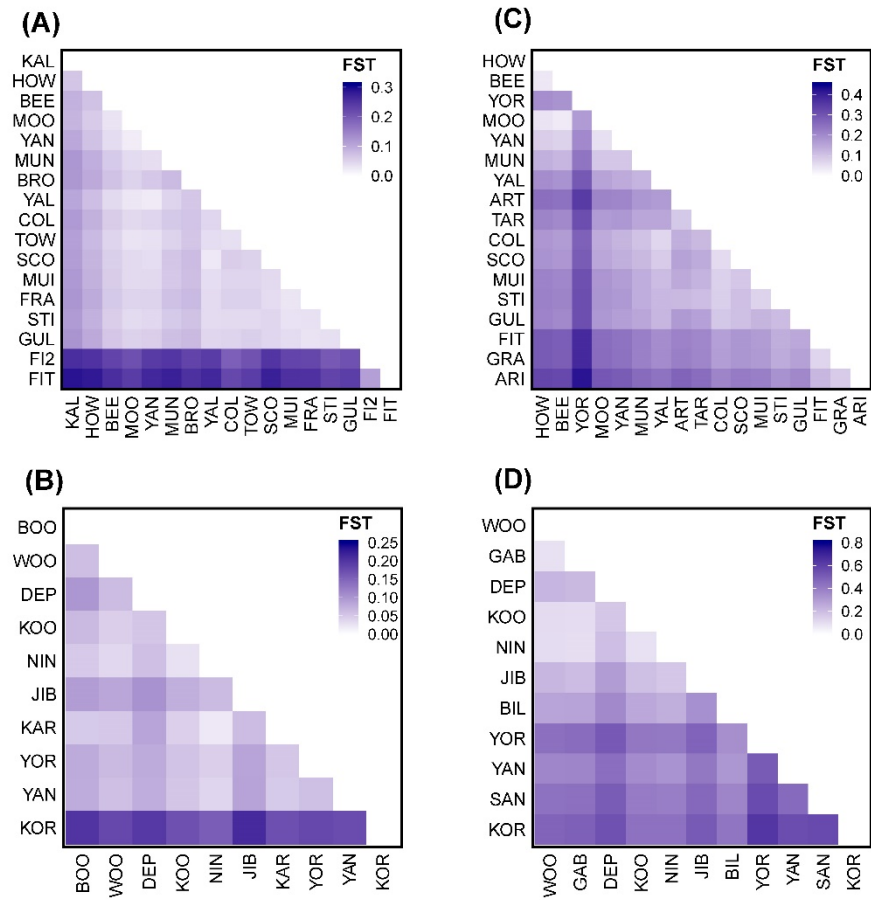 (A)
FST
0.3
0.2
0.1
0.0
KAL
HOW
BEE
MOO
YAN
MUN
BRO
YAL
COL
TOW
SCO
MUI
FRA
STI
GUL
FI2
FIT
KAL
HOW
BEE
MOO
YAN
MUN
BRO
YAL
COL
TOW
SCO
MUI
FRA
STI
GUL
FI2
FIT
(C)
FST
0.4
0.3
0.2
0.1
0.0
HOW
BEE
YOR
MOO
YAN
MUN
YAL
ART
TAR
COL
SCO
MUI
STI
GUL
FIT
GRA
ARI
HOW
BEE
YOR
MOO
YAN
MUN
YAL
ART
TAR
COL
SCO
MUI
STI
GUL
FIT
GRA
ARI
(B)
FST
0.25
0.20
0.15
0.10
0.05
0.00
BOO
WOO
DEP
KOO
NIN
JIB
KAR
YOR
YAN
KOR
BOO
WOO
DEP
KOO
NIN
JIB
KAR
YOR
YAN
KOR
(D)
FST
0.8
0.6
0.4
0.2
0.0
WOO
GAB
DEP
KOO
NIN
JIB
BIL
YOR
YAN
SAN
KOR
WOO
GAB
DEP
KOO
NIN
JIB
BIL
YOR
YAN
SAN
KOR